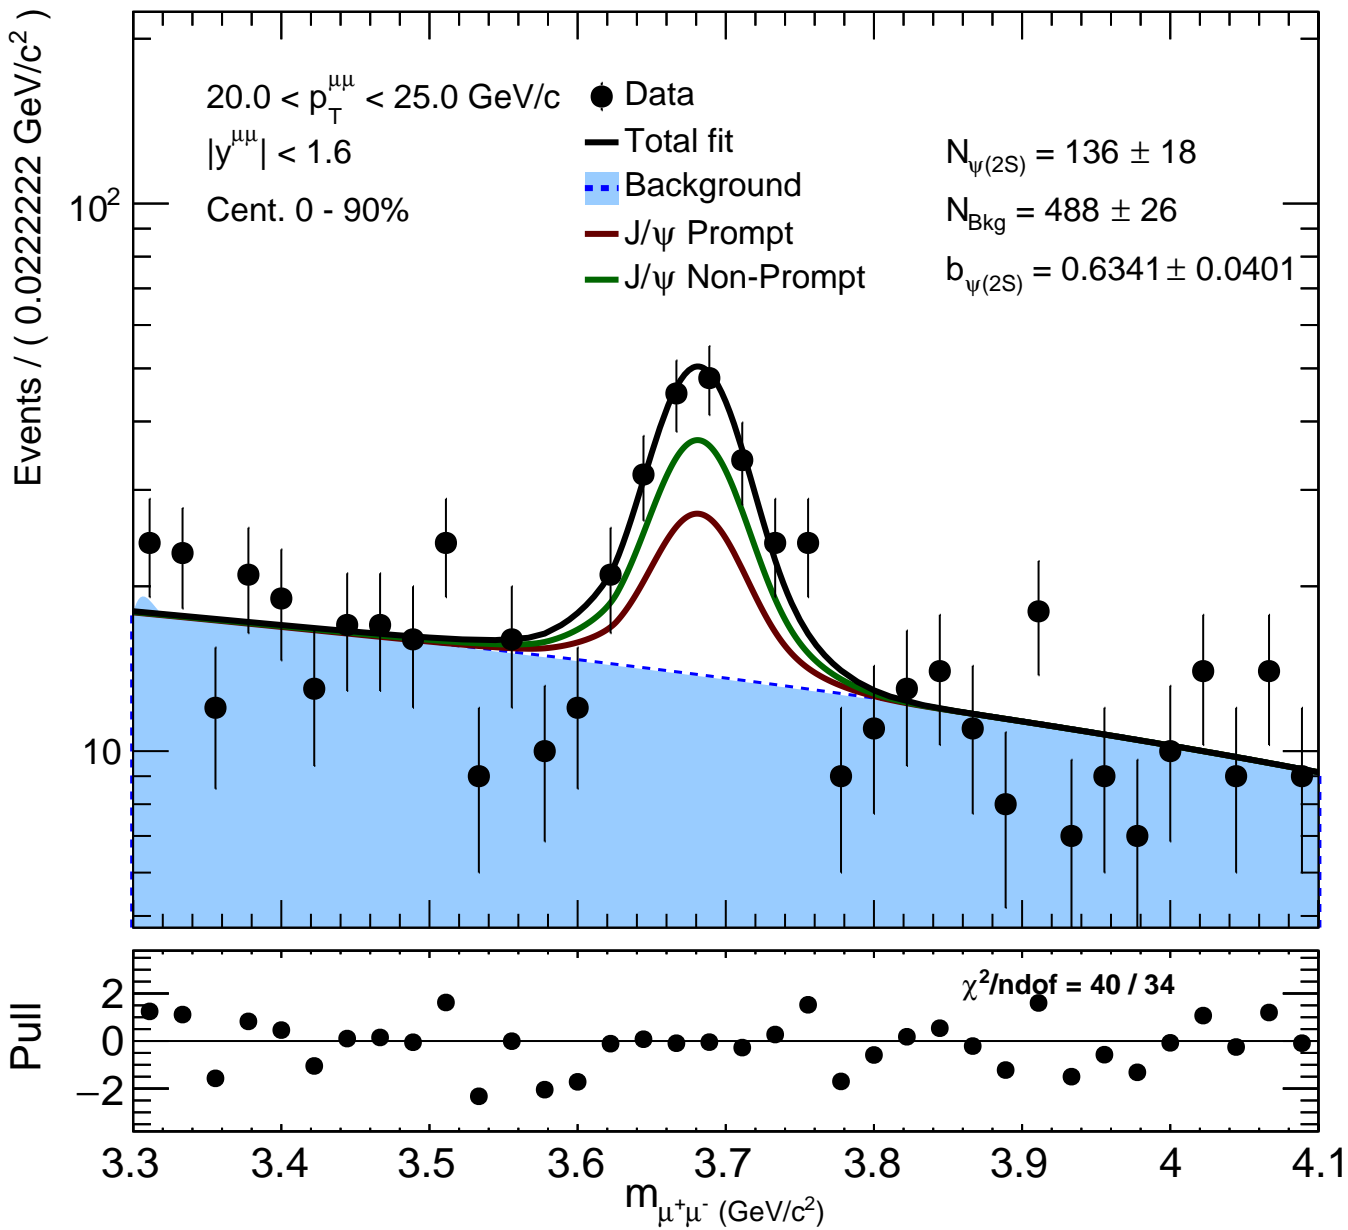 Events / ( 0.0222222 GeV/c²)
20.0 < p_T^μμ < 25.0 GeV/c
|y^μμ| < 1.6
Cent. 0 - 90%
Data
Total fit
Background
J/ψ Prompt
J/ψ Non-Prompt
N_ψ(2S) = 136 ± 18
N_Bkg = 488 ± 26
b_ψ(2S) = 0.6341 ± 0.0401
10²
10
Pull
χ²/ndof = 40 / 34
2
0
−2
3.3 3.4 3.5 3.6 3.7 3.8 3.9 4 4.1
m_μ⁺μ⁻ (GeV/c²)